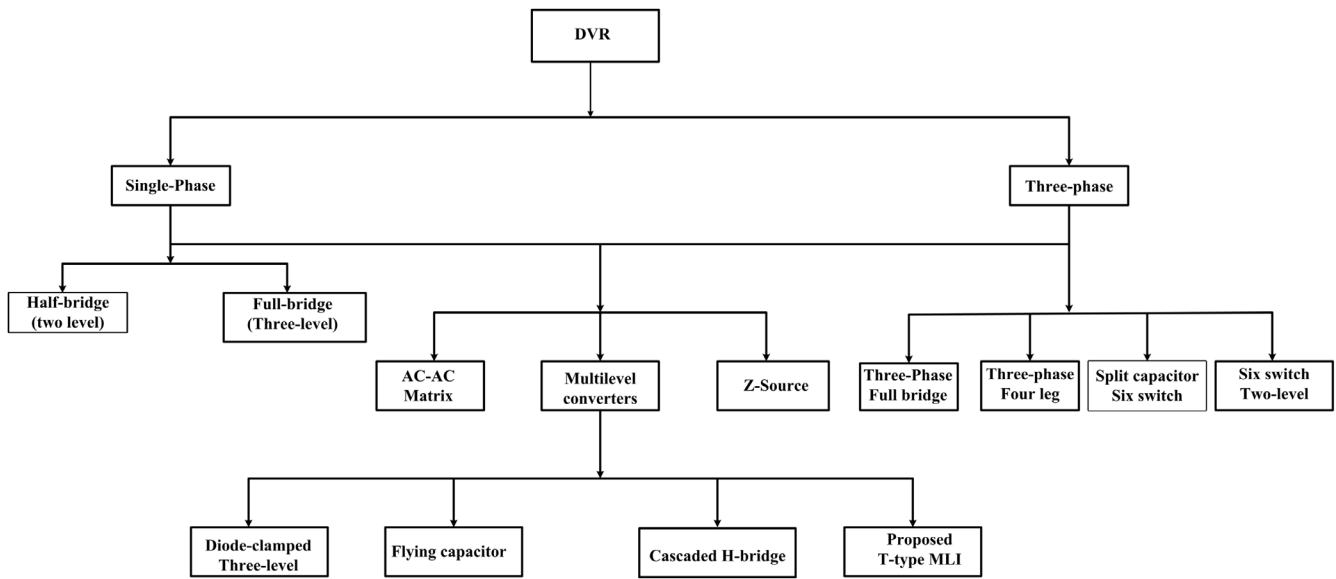 DVR
Single-Phase
Three-phase
Half-bridge
(two level)
Full-bridge
(Three-level)
AC-AC
Matrix
Multilevel
converters
Z-Source
Three-Phase
Full bridge
Three-phase
Four leg
Split capacitor
Six switch
Six switch
Two-level
Diode-clamped
Three-level
Flying capacitor
Cascaded H-bridge
Proposed
T-type MLI